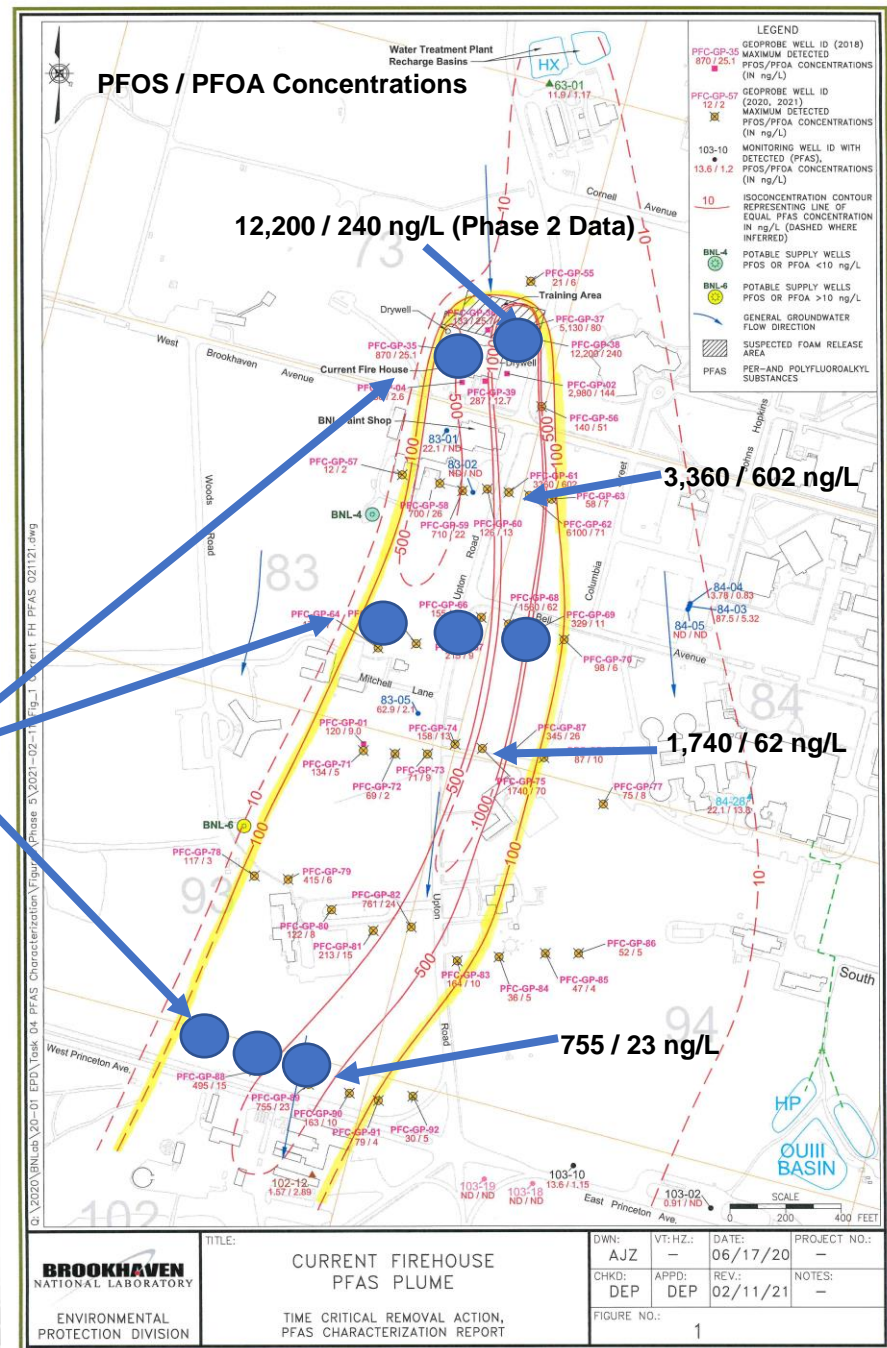 PFOS / PFOA Concentrations
Water Treatment Plant
Recharge Basins
HX
63-01
11.9 / 1.17
LEGEND
PFC-GP-35
870 / 25.1
GEOPROBE WELL ID (2018)
MAXIMUM DETECTED
PFOS/PFOA CONCENTRATIONS
(IN ng/L)
PFC-GP-57
12 / 2
GEOPROBE WELL ID
(2020, 2021)
MAXIMUM DETECTED
PFOS/PFOA CONCENTRATIONS
(IN ng/L)
103-10
13.6 / 1.2
MONITORING WELL ID WITH
DETECTED (PFAS),
PFOS/PFOA CONCENTRATIONS
(IN ng/L)
10
ISOCONCENTRATION CONTOUR
REPRESENTING LINE OF
EQUAL PFAS CONCENTRATION
IN ng/L (DASHED WHERE
INFERRED)
BNL-4
POTABLE SUPPLY WELLS
PFOS OR PFOA <10 ng/L
BNL-6
POTABLE SUPPLY WELLS
PFOS OR PFOA >10 ng/L
GENERAL GROUNDWATER
FLOW DIRECTION
SUSPECTED FOAM RELEASE
AREA
PFAS
PER-AND POLYFLUOROALKYL
SUBSTANCES
Cornell Avenue
10
10
73
12,200 / 240 ng/L (Phase 2 Data)
PFC-GP-55
21 / 6
Training Area
Drywell
PFC-GP-37
5,130 / 80
PFC-GP-35
870 / 25.1
PFC-GP-38
12,200 / 240
West Brookhaven Avenue
Current Fire House
Drywell
PFC-GP-02
2,980 / 144
PFC-GP-39
287 / 12.7
1000
500
500
100
100
PFC-GP-56
140 / 51
Johns Hopkins
83-01
22.1 / ND
83-02
ND / ND
PFC-GP-57
12 / 2
PFC-GP-61
3360 / 602
3,360 / 602 ng/L
PFC-GP-63
58 / 7
PFC-GP-58
700 / 26
PFC-GP-62
6100 / 71
BNL-4
PFC-GP-59
710 / 22
PFC-GP-60
126 / 13
500
Woods Road
Upton Road
Columbia
83
84-04
3.78 / 0.83
84-03
87.5 / 5.32
84-05
ND / ND
PFC-GP-64
PFC-GP-66
PFC-GP-68
1560 / 62
PFC-GP-69
329 / 11
Bell
Avenue
PFC-GP-70
98 / 6
Mitchell Lane
84
83-05
62.9 / 2.1
PFC-GP-01
120 / 9.0
PFC-GP-74
158 / 13
PFC-GP-87
345 / 26
1,740 / 62 ng/L
87 / 10
PFC-GP-71
134 / 5
PFC-GP-73
71 / 9
PFC-GP-72
69 / 2
PFC-GP-75
1740 / 70
PFC-GP-77
75 / 8
500
1000
22.1 / 13.8
10
BNL-6
100
100
PFC-GP-78
117 / 3
PFC-GP-79
415 / 6
93
PFC-GP-82
761 / 24
PFC-GP-80
122 / 8
PFC-GP-81
213 / 15
Upton
Road
10
500
PFC-GP-83
164 / 10
PFC-GP-84
36 / 5
PFC-GP-85
47 / 4
PFC-GP-86
52 / 5
South
94
West Princeton Ave.
755 / 23 ng/L
PFC-GP-88
495 / 15
PFC-GP-89
755 / 23
PFC-GP-90
163 / 10
PFC-GP-91
79 / 4
PFC-GP-92
30 / 5
HP
OUIII
BASIN
102-12
1.57 / 2.89
103-19
ND / ND
103-18
ND / ND
103-10
13.6 / 1.15
103-02
0.91 / ND
East Princeton Ave.
102
SCALE
0 200 400 FEET
BROOKHAVEN
NATIONAL LABORATORY
ENVIRONMENTAL
PROTECTION DIVISION
TITLE:
CURRENT FIREHOUSE
PFAS PLUME
TIME CRITICAL REMOVAL ACTION,
PFAS CHARACTERIZATION REPORT
DWN:
AJZ
VT:HZ.:
–
DATE:
06/17/20
PROJECT NO.:
–
CHKD:
DEP
APPD:
DEP
REV.:
02/11/21
NOTES:
–
FIGURE NO.:
1